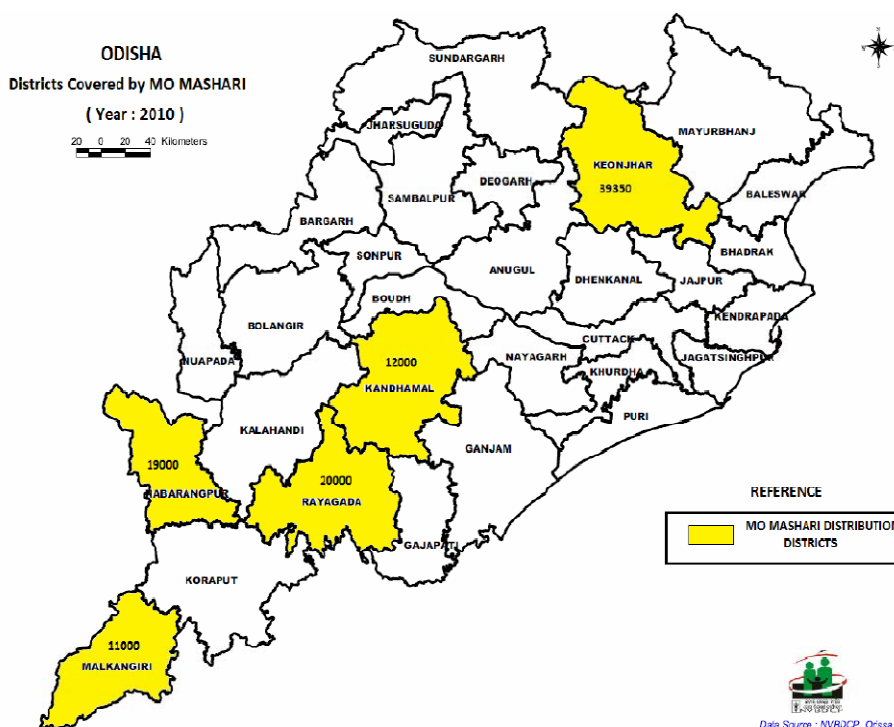 ODISHA
Districts Covered by MO MASHARI
( Year : 2010 )
20 0 20 40 Kilometers
SUNDARGARH
JHARSUGUDA
MAYURBHANJ
KEONJHAR
39350
DEOGARH
SAMBALPUR
BALESWAR
BARGARH
SONPUR
BHADRAK
ANUGUL
DHENKANAL
JAJPUR
BOUDH
KENDRAPADA
BOLANGIR
CUTTACK
NUAPADA
12000
KANDHAMAL
NAYAGARH
JAGATSINGHPUR
KHURDHA
PURI
KALAHANDI
GANJAM
19000
NABARANGPUR
20000
RAYAGADA
GAJAPATI
KORAPUT
11000
MALKANGIRI
REFERENCE
MO MASHARI DISTRIBUTION
DISTRICTS
NVBDCP
Data Source : NVBDCP, Orissa